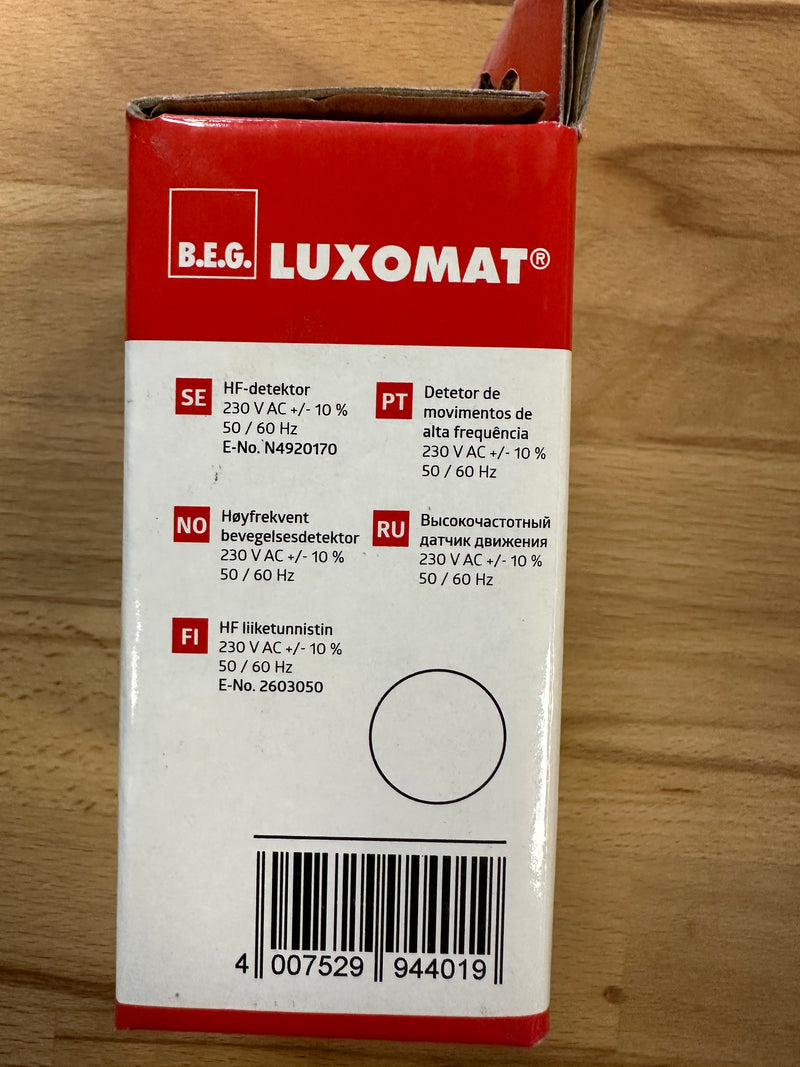 B.E.G. LUXOMAT®
SE
HF-detektor
230 V AC +/- 10 %
50 / 60 Hz
E-No. N4920170
PT
Detetor de
movimentos de
alta frequência
230 V AC +/- 10 %
50 / 60 Hz
NO
Høyfrekvent
bevegelsesdetektor
230 V AC +/- 10 %
50 / 60 Hz
RU
Высокочастотный
датчик движения
230 V AC +/- 10 %
50 / 60 Hz
FI
HF liiketunnistin
230 V AC +/- 10 %
50 / 60 Hz
E-No. 2603050
4 007529 944019